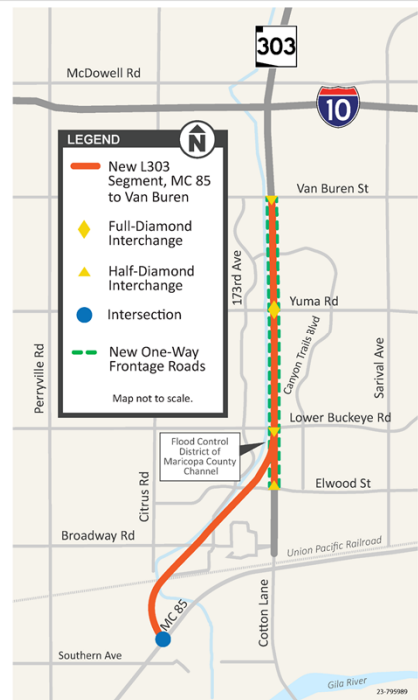 303
McDowell Rd
10
LEGEND
N
New L303
Segment, MC 85
to Van Buren
Full-Diamond
Interchange
Half-Diamond
Interchange
Intersection
New One-Way
Frontage Roads
Map not to scale.
Van Buren St
173rd Ave
Yuma Rd
Canyon Trails Blvd
Perryville Rd
Sarival Ave
Lower Buckeye Rd
Flood Control
District of
Maricopa County
Channel
Citrus Rd
Elwood St
Broadway Rd
Union Pacific Railroad
MC 85
Cotton Lane
Southern Ave
Gila River
23-795989